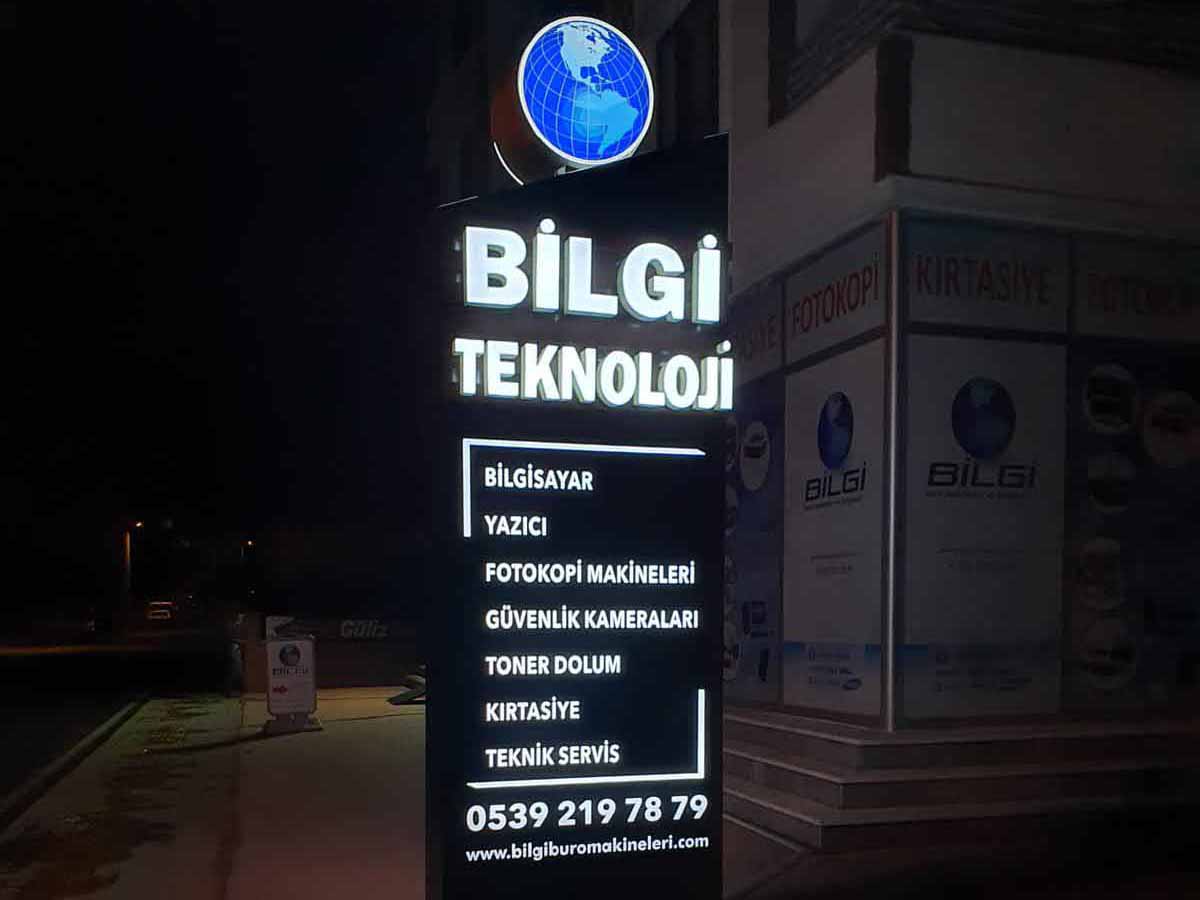 BİLGİ
TEKNOLOJİ
BİLGİSAYAR
YAZICI
FOTOKOPİ MAKİNELERİ
GÜVENLİK KAMERALARI
TONER DOLUM
KIRTASİYE
TEKNİK SERVİS
0539 219 78 79
www.bilgiburomakineleri.com
FOTOKOPİ
KIRTASİYE
BİLGİ
BİLGİ
Güliz